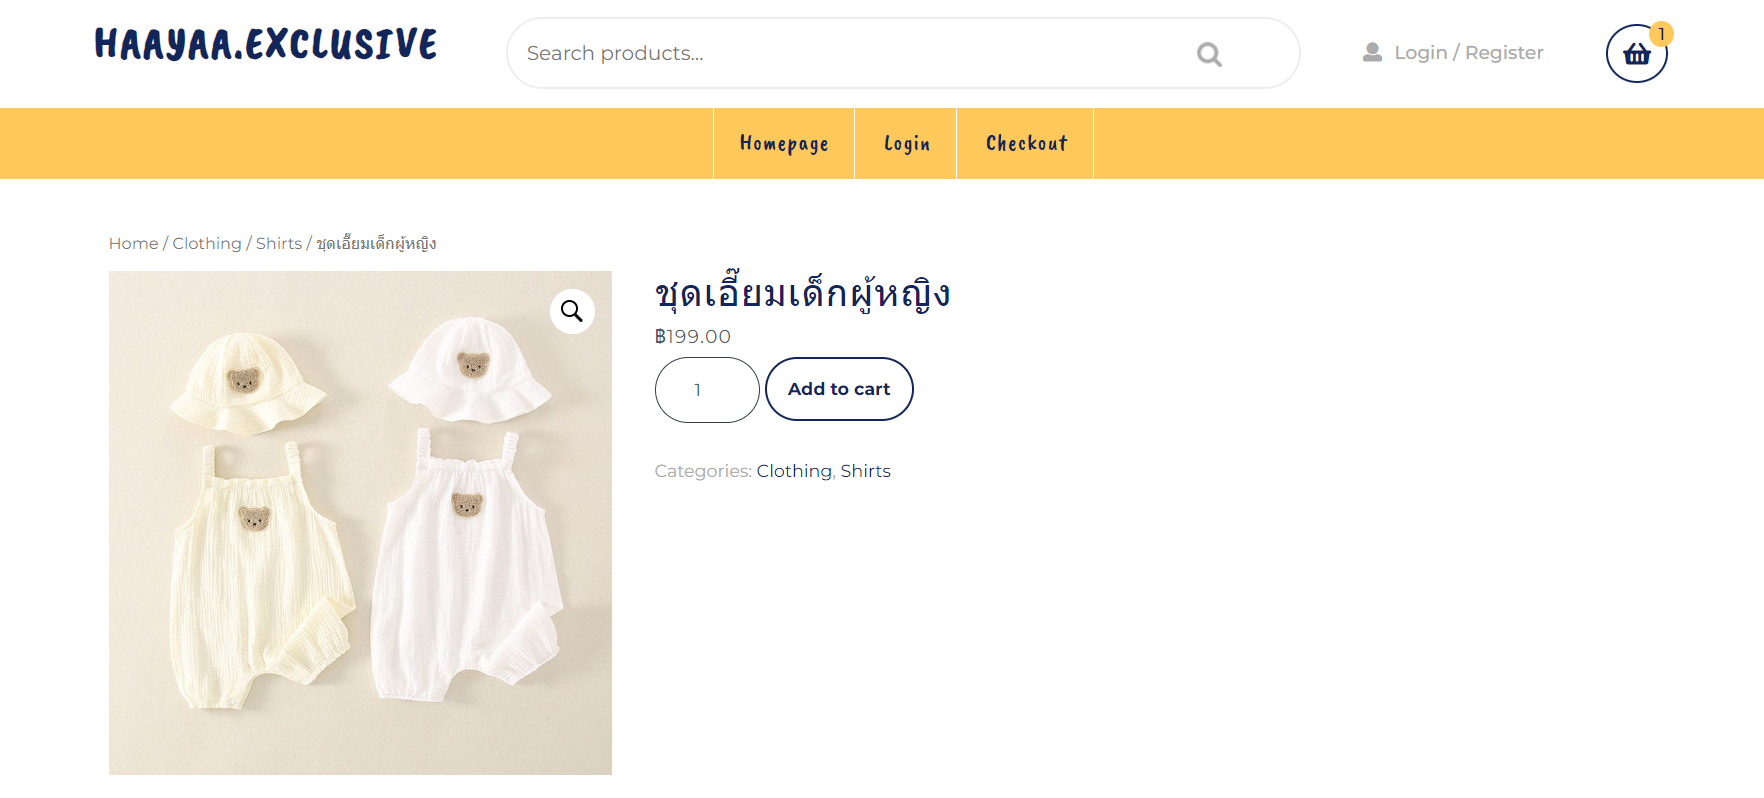 HAAYAA.EXCLUSIVE
Search products...
Login / Register
1
Homepage
Login
Checkout
Home / Clothing / Shirts / ชุดเอี๊ยมเด็กผู้หญิง
ชุดเอี๊ยมเด็กผู้หญิง
฿199.00
1
Add to cart
Categories: Clothing, Shirts